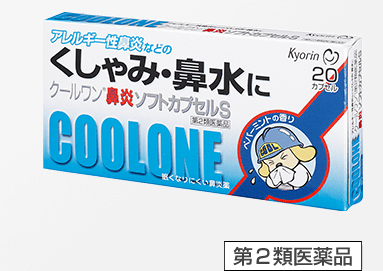 アレルギー性鼻炎などの
くしゃみ・鼻水に
クールワン®鼻炎ソフトカプセルS
第2類医薬品
COOLONE
眠くなりにくい鼻炎薬
Kyorin
20
カプセル
スペアーミントの香り
COOL
第2類医薬品